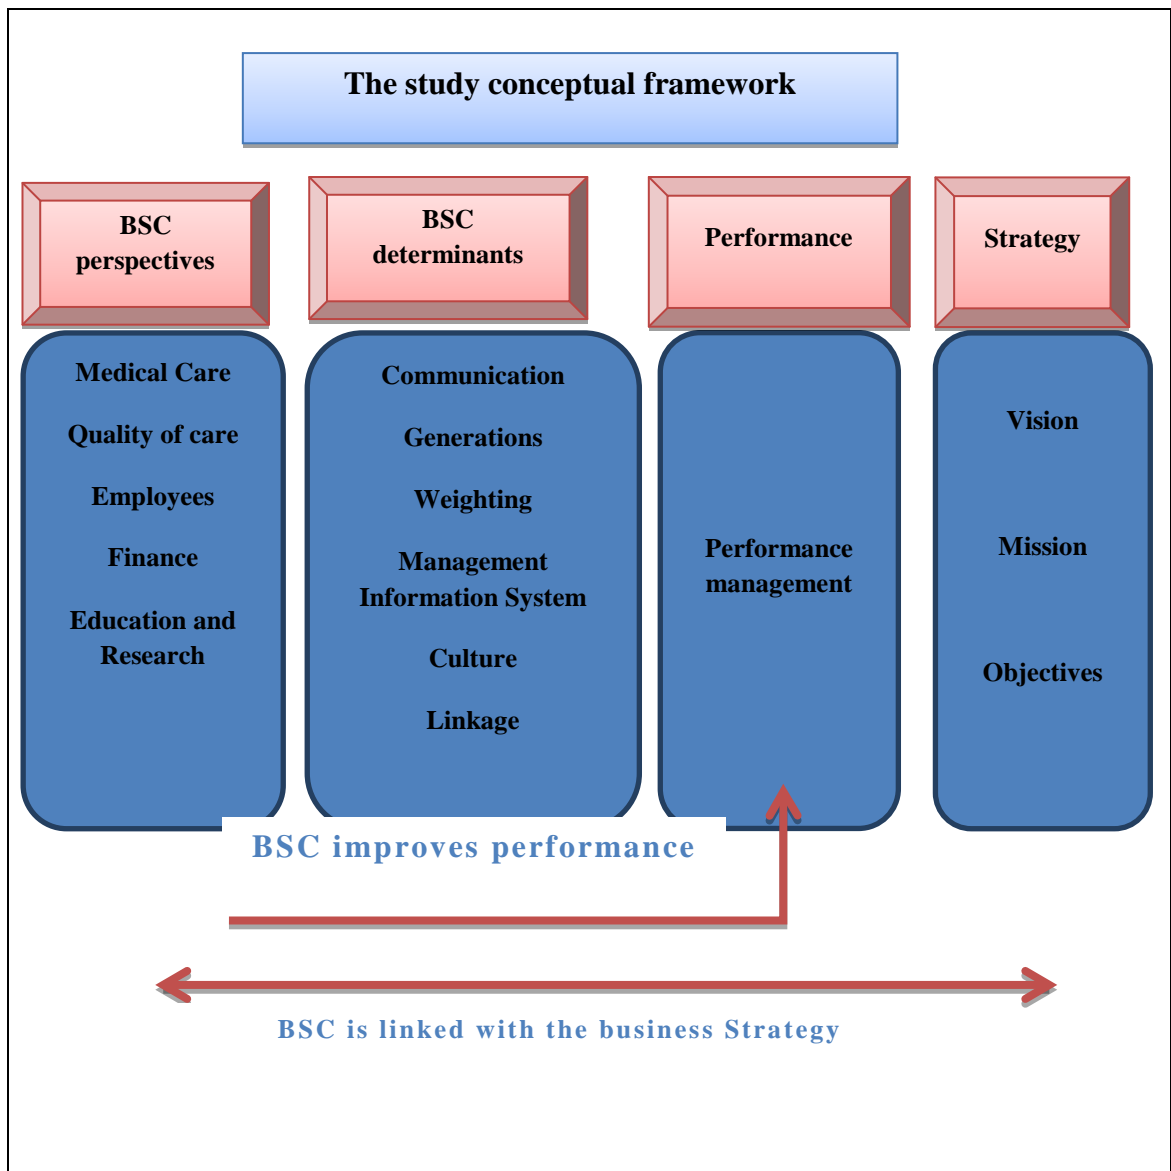 The study conceptual framework
BSC
perspectives
BSC
determinants
Performance
Strategy
Medical Care
Quality of care
Employees
Finance
Education and
Research
Communication
Generations
Weighting
Management
Information System
Culture
Linkage
Performance
management
Vision
Mission
Objectives
BSC improves performance
BSC is linked with the business Strategy